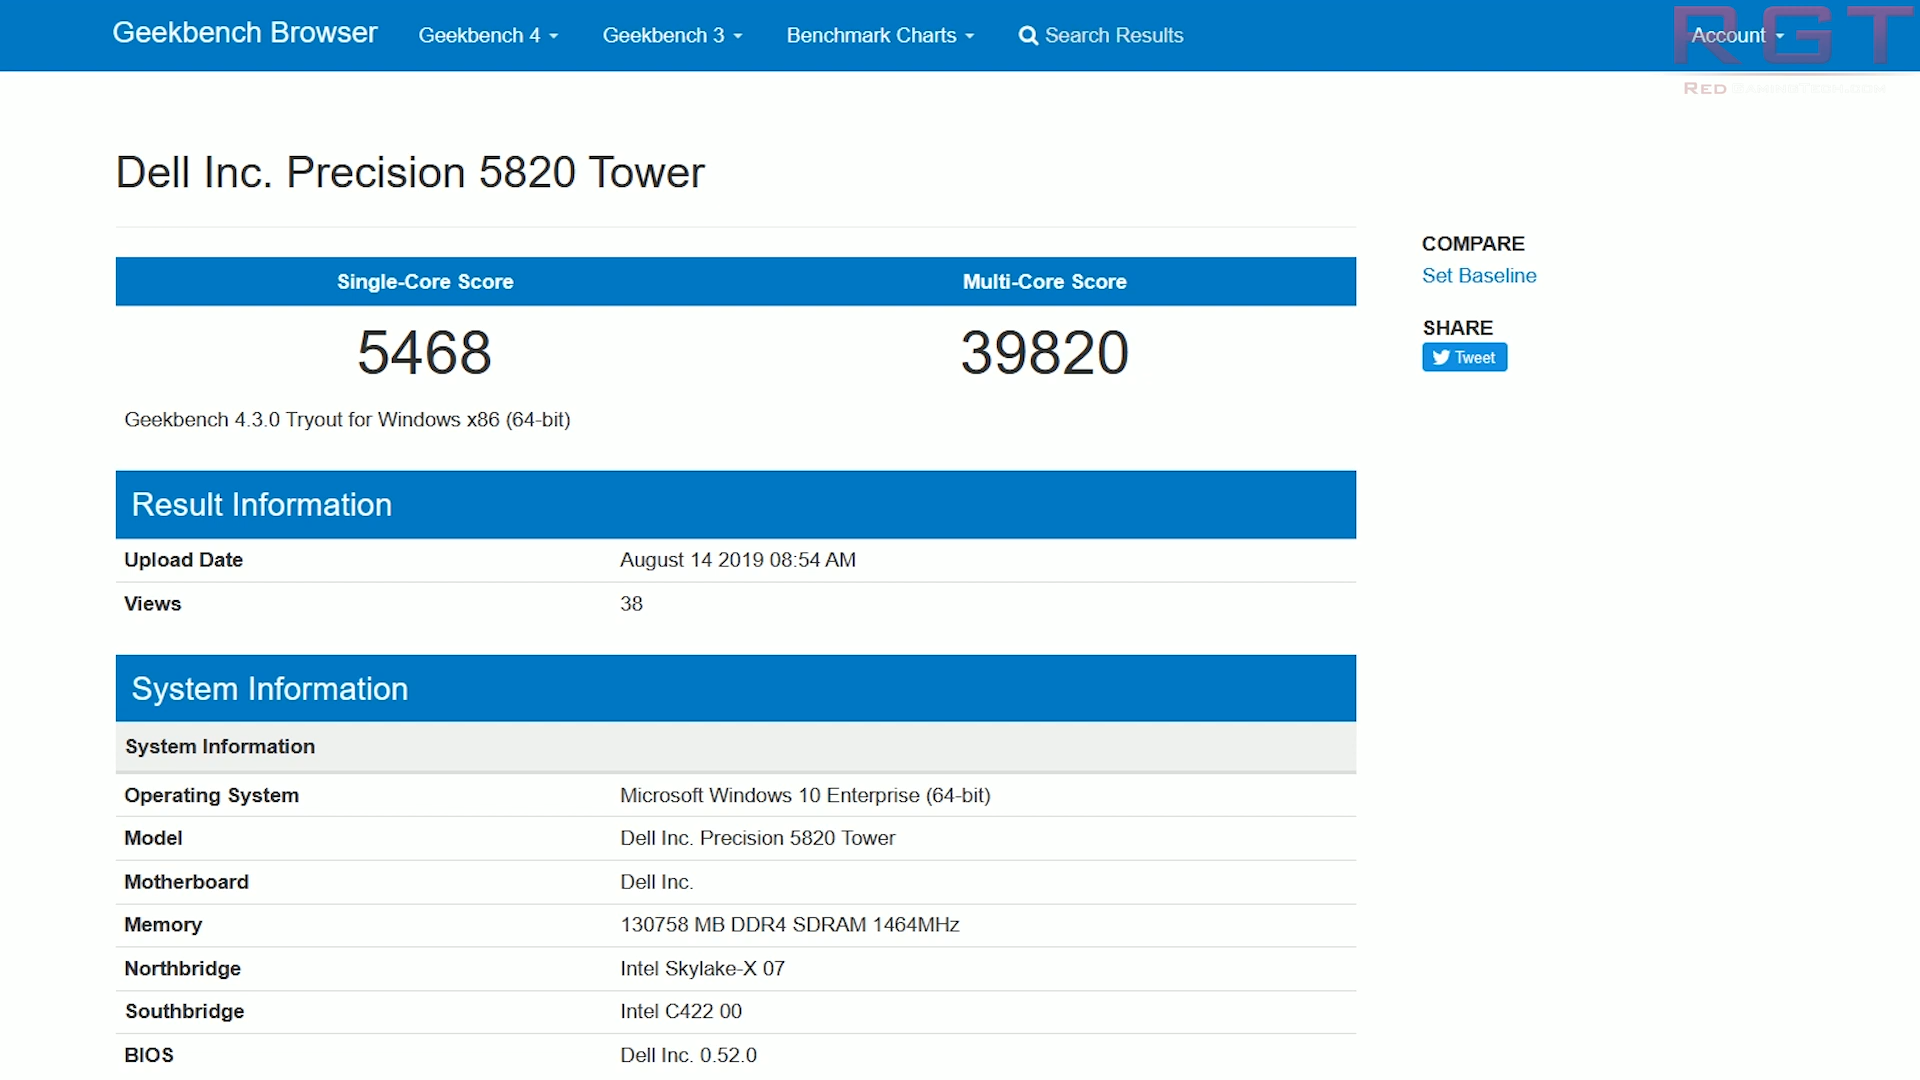 Geekbench Browser Geekbench 4 Geekbench 3 Benchmark Charts Search Results Account
RGT
RED
Dell Inc. Precision 5820 Tower
Single-Core Score Multi-Core Score
5468 39820
Geekbench 4.3.0 Tryout for Windows x86 (64-bit)
COMPARE
Set Baseline
SHARE
Tweet
Result Information
Upload Date August 14 2019 08:54 AM
Views 38
System Information
System Information
Operating System Microsoft Windows 10 Enterprise (64-bit)
Model Dell Inc. Precision 5820 Tower
Motherboard Dell Inc.
Memory 130758 MB DDR4 SDRAM 1464MHz
Northbridge Intel Skylake-X 07
Southbridge Intel C422 00
BIOS Dell Inc. 0.52.0